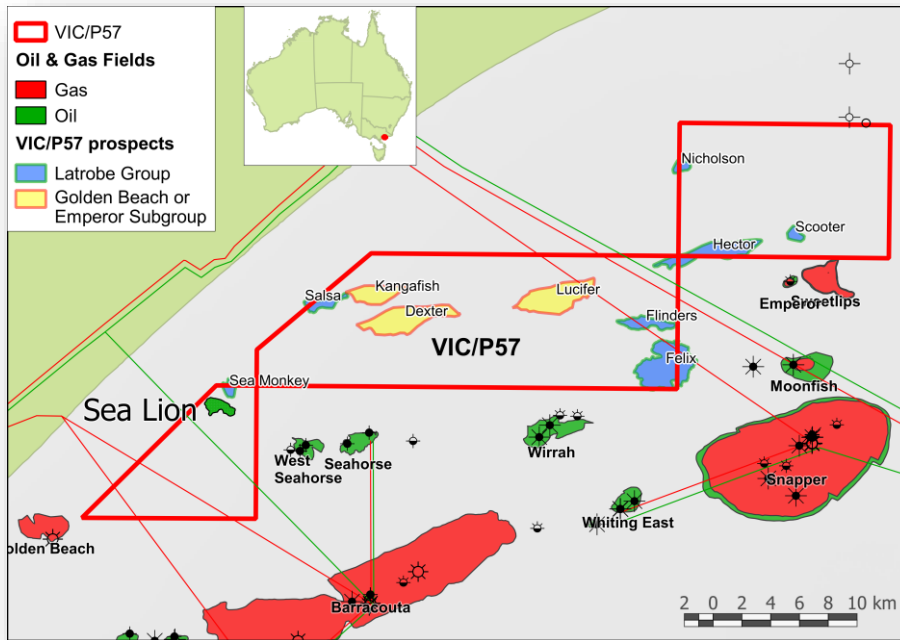 VIC/P57
Oil & Gas Fields
Gas
Oil
VIC/P57 prospects
Latrobe Group
Golden Beach or
Emperor Subgroup
Nicholson
Scooter
Hector
Salsa
Kangafish
Lucifer
Emperor
Sweetlips
Dexter
Flinders
VIC/P57
Felix
Sea Monkey
Moonfish
Sea Lion
West
Seahorse
Seahorse
Wirrah
Snapper
Whiting East
olden Beach
Barracouta
2 0 2 4 6 8 10 km